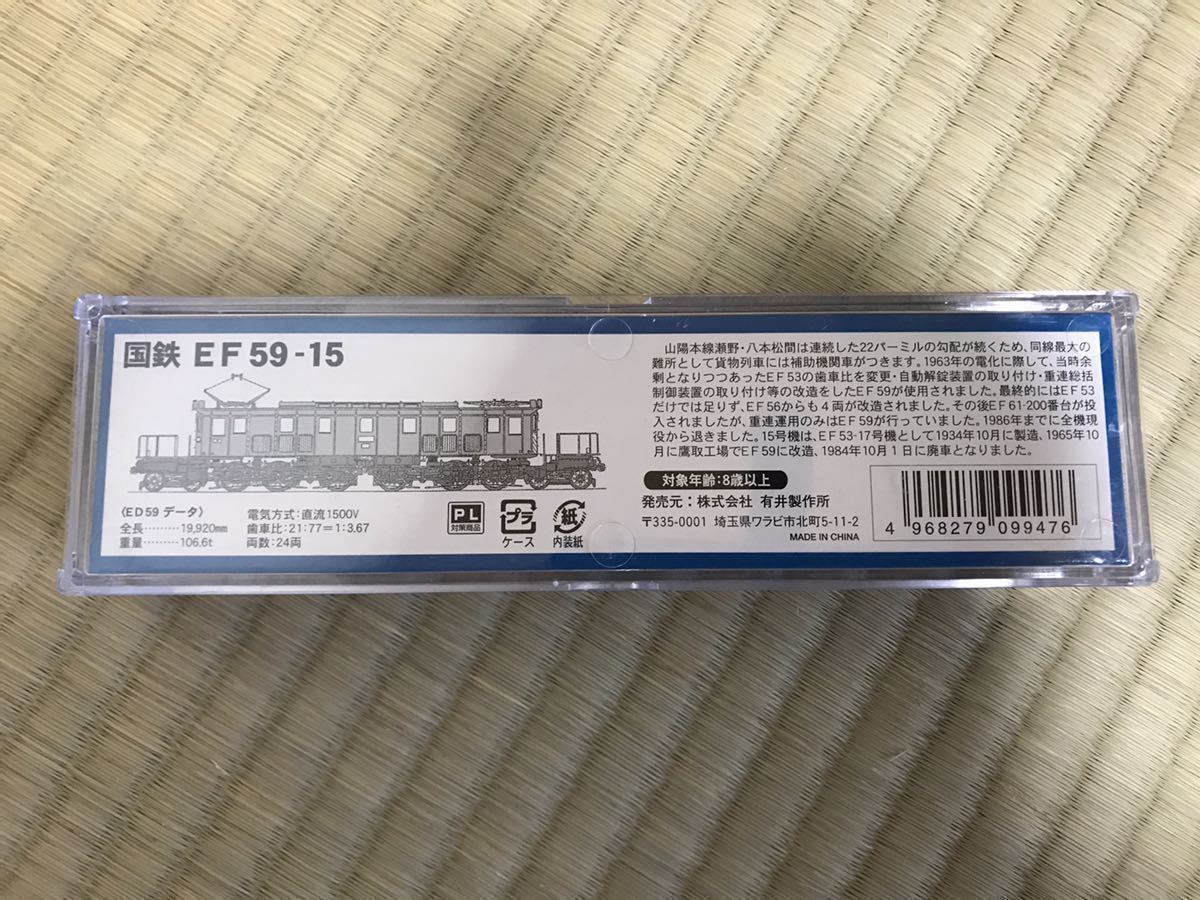 国鉄 EF59-15
〈ED59 データ〉
全長………19,920mm
重量………106.6t
電気方式:直流1500V
歯車比:21:77=1:3.67
両数:24両
PL
対策商品
プラ
ケース
紙
内装紙
山陽本線瀬野・八本松間は連続した22パーミルの勾配が続くため、同線最大の
難所として貨物列車には補助機関車がつきます。1963年の電化に際して、当時余
剰となりつつあったEF53の歯車比を変更・自動解錠装置の取り付け・重連総括
制御装置の取り付け等の改造をしたEF59が使用されました。最終的にはEF53
だけでは足りず、EF56からも4両が改造されました。その後EF61-200番台が投
入されましたが、重連運用のみはEF59が行っていました。1986年までに全機現
役から退きました。15号機は、EF53-17号機として1934年10月に製造、1965年10
月に鷹取工場でEF59に改造、1984年10月1日に廃車となりました。
対象年齢:8歳以上
発売元:株式会社 有井製作所
〒335-0001 埼玉県ワラビ市北町5-11-2
MADE IN CHINA
4 968279 099476